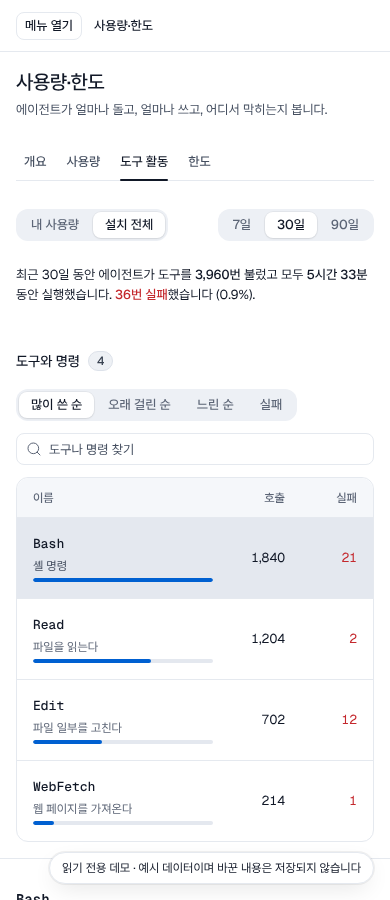 메뉴 열기 사용량·한도
사용량·한도
에이전트가 얼마나 돌고, 얼마나 쓰고, 어디서 막히는지 봅니다.
개요 사용량 도구 활동 한도
내 사용량 설치 전체 7일 30일 90일
최근 30일 동안 에이전트가 도구를 3,960번 불렀고 모두 5시간 33분
동안 실행했습니다. 36번 실패했습니다 (0.9%).
도구와 명령 4
많이 쓴 순 오래 걸린 순 느린 순 실패
도구나 명령 찾기
이름 호출 실패
Bash
셸 명령
1,840 21
Read
파일을 읽는다
1,204 2
Edit
파일 일부를 고친다
702 12
WebFetch
웹 페이지를 가져온다
214 1
읽기 전용 데모 · 예시 데이터이며 바꾼 내용은 저장되지 않습니다
Bash